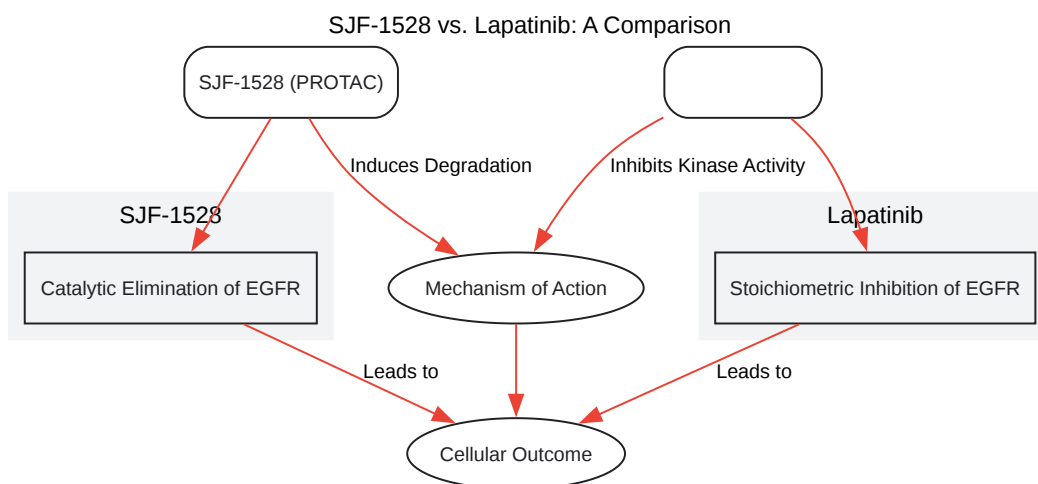 SJF-1528 vs. Lapatinib: A Comparison
SJF-1528 (PROTAC)
Induces Degradation
Inhibits Kinase Activity
SJF-1528
Lapatinib
Catalytic Elimination of EGFR
Mechanism of Action
Stoichiometric Inhibition of EGFR
Leads to
Leads to
Cellular Outcome